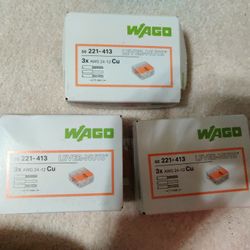 WAGO
50 221-413 LEVER-NUTS
3x AWG 24-12 Cu
WAGO
221-413 LEVER-NUTS
3x AWG 24-12 Cu
WAGO
221-413 LEVER-NUTS
3x AWG 24-12 Cu